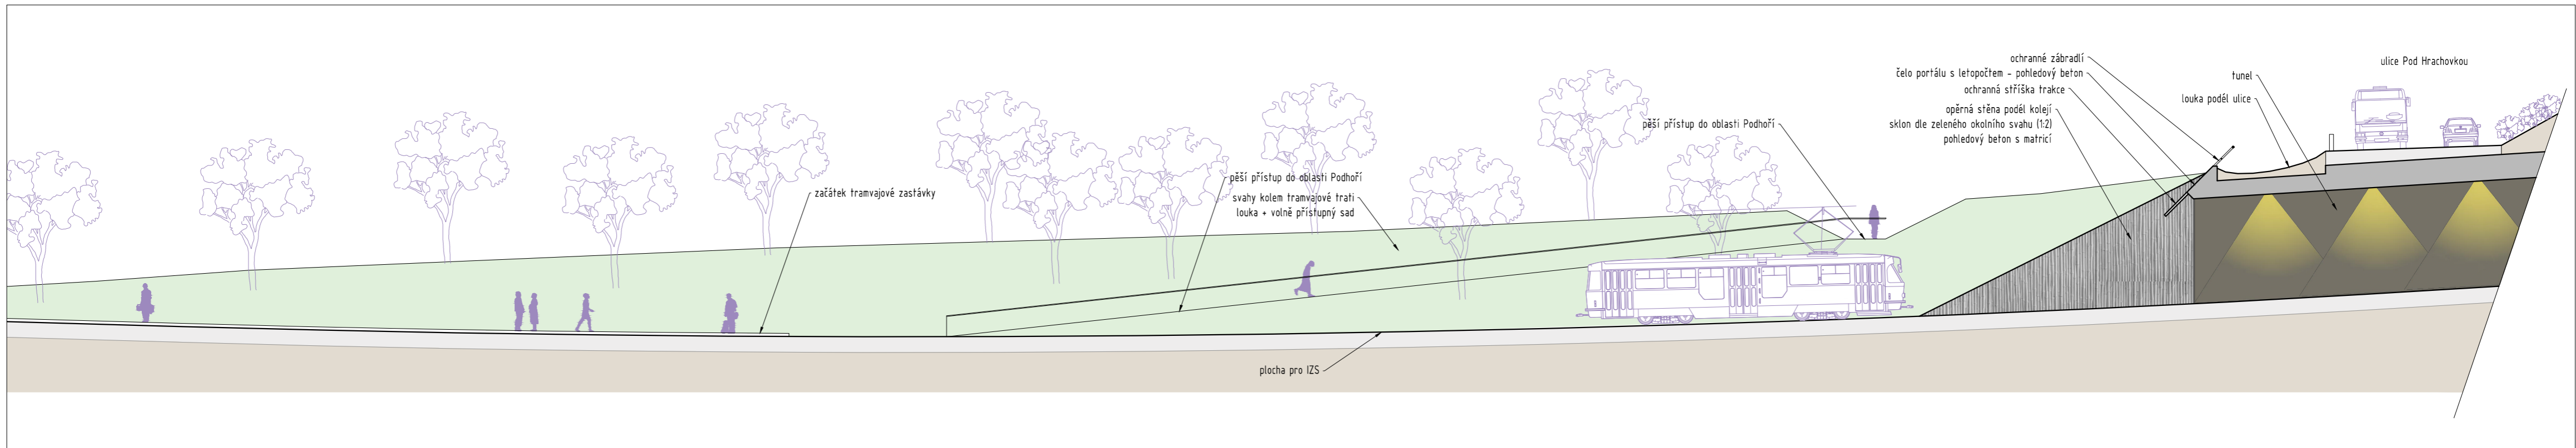 ochranné zábradlí
čelo portálu s letopočtem - pohledový beton
ochranná stříška trakce
opěrná stěna podél kolejí
sklon dle zeleného okolního svahu (1:2)
pohledový beton s matricí
ulice Pod Hrachovkou
tunel
louka podél ulice
pěší přístup do oblasti Podhoří
pěší přístup do oblasti Podhoří
svahy kolem tramvajové trati
louka + volně přístupný sad
začátek tramvajové zastávky
plocha pro IZS